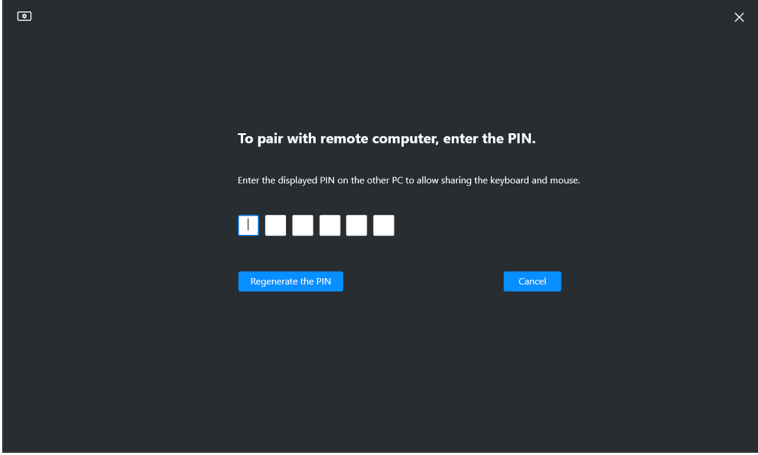 To pair with remote computer, enter the PIN.
Enter the displayed PIN on the other PC to allow sharing the keyboard and mouse.
Regenerate the PIN
Cancel